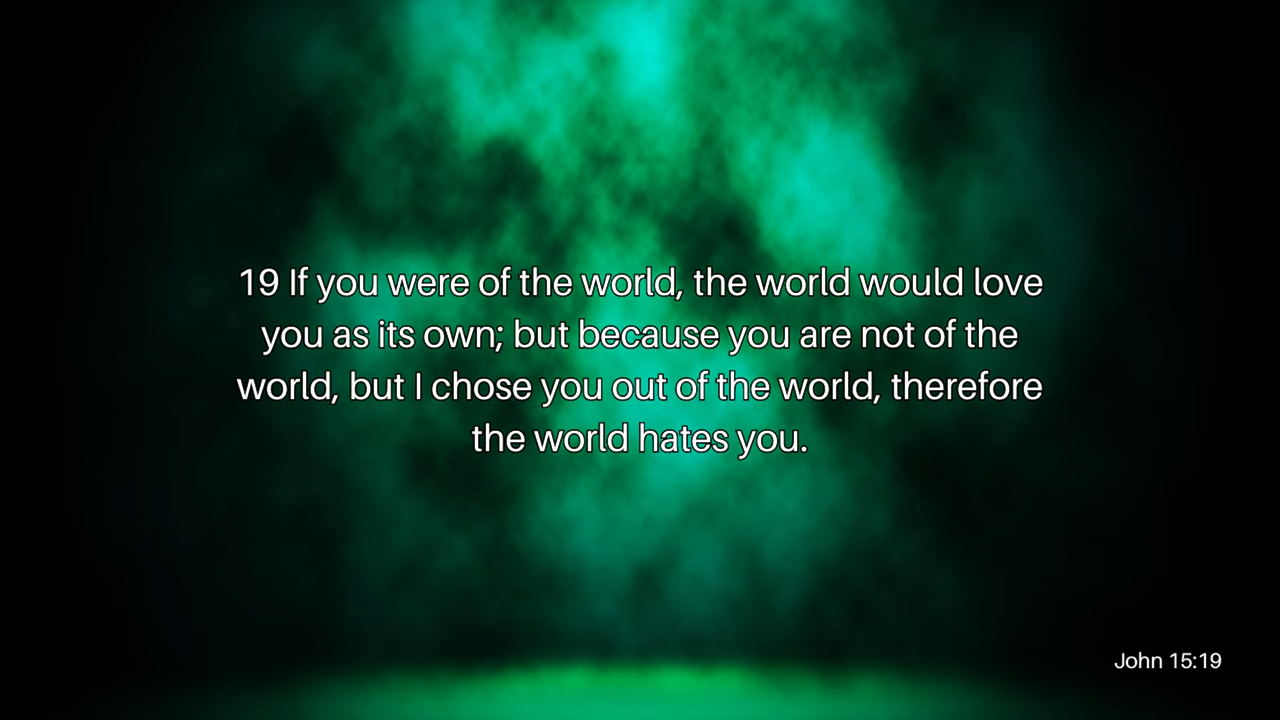 19 If you were of the world, the world would love
you as its own; but because you are not of the
world, but I chose you out of the world, therefore
the world hates you.
John 15:19